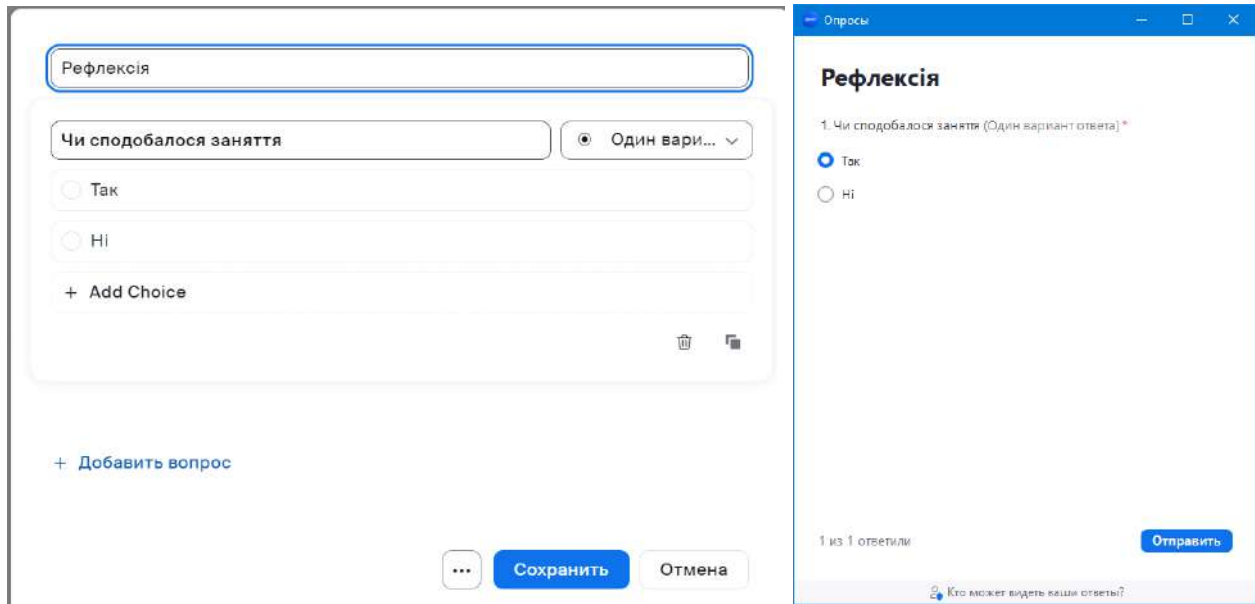 Рефлексія
Чи сподобалося заняття
Один вари...
Так
Ні
+ Add Choice
+ Добавить вопрос
...
Сохранить
Отмена
Опросы
Рефлексія
1. Чи сподобалося заняття (Один вариант ответа) *
Так
Ні
1 из 1 ответили
Отправить
Кто может видеть ваши ответы?